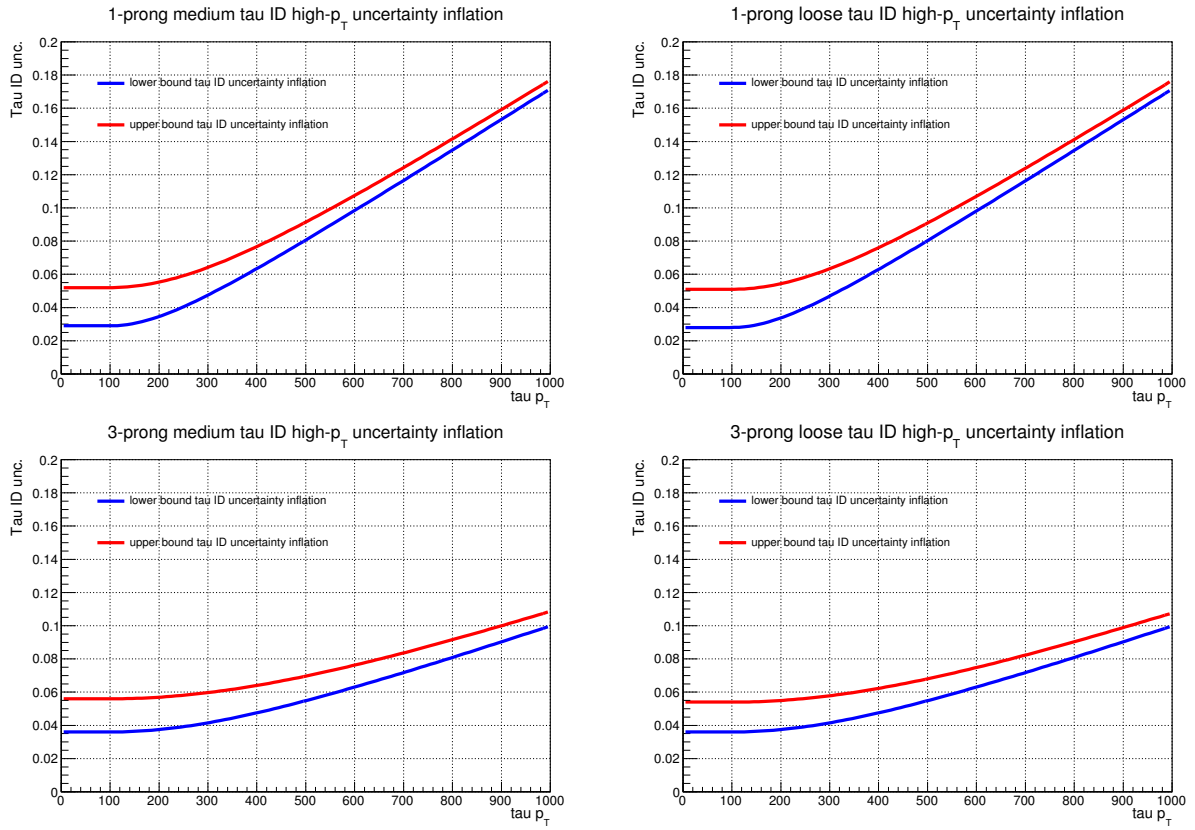 1-prong medium tau ID high-p_T uncertainty inflation
Tau ID unc.
0.2
0.18
0.16
0.14
0.12
0.1
0.08
0.06
0.04
0.02
0
lower bound tau ID uncertainty inflation
upper bound tau ID uncertainty inflation
0 100 200 300 400 500 600 700 800 900 1000
tau p_T
1-prong loose tau ID high-p_T uncertainty inflation
Tau ID unc.
0.2
0.18
0.16
0.14
0.12
0.1
0.08
0.06
0.04
0.02
0
lower bound tau ID uncertainty inflation
upper bound tau ID uncertainty inflation
0 100 200 300 400 500 600 700 800 900 1000
tau p_T
3-prong medium tau ID high-p_T uncertainty inflation
Tau ID unc.
0.2
0.18
0.16
0.14
0.12
0.1
0.08
0.06
0.04
0.02
0
lower bound tau ID uncertainty inflation
upper bound tau ID uncertainty inflation
0 100 200 300 400 500 600 700 800 900 1000
tau p_T
3-prong loose tau ID high-p_T uncertainty inflation
Tau ID unc.
0.2
0.18
0.16
0.14
0.12
0.1
0.08
0.06
0.04
0.02
0
lower bound tau ID uncertainty inflation
upper bound tau ID uncertainty inflation
0 100 200 300 400 500 600 700 800 900 1000
tau p_T